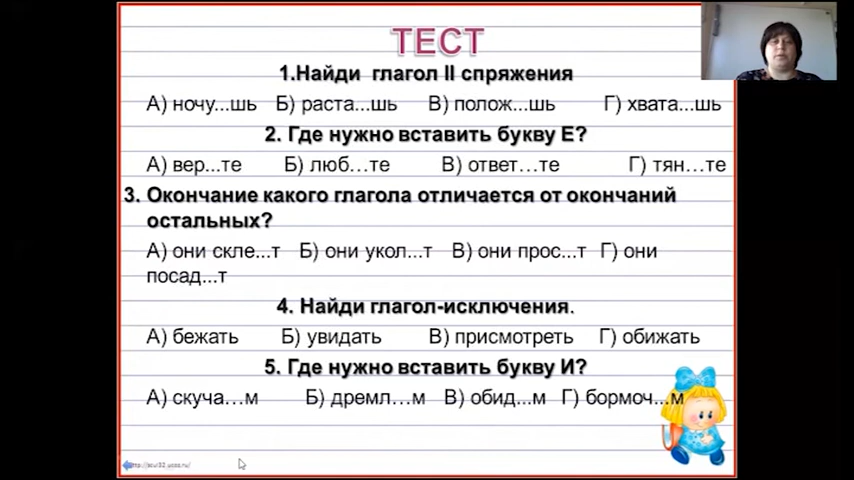 ТЕСТ
1.Найди глагол II спряжения
А) ночу...шь Б) раста...шь В) полож...шь Г) хвата...шь
2. Где нужно вставить букву Е?
А) вер...те Б) люб...те В) ответ...те Г) тян...те
3. Окончание какого глагола отличается от окончаний
остальных?
А) они скле...т Б) они укол...т В) они прос...т Г) они
посад...т
4. Найди глагол-исключения.
А) бежать Б) увидать В) присмотреть Г) обижать
5. Где нужно вставить букву И?
А) скуча...м Б) дремл...м В) обид...м Г) бормоч...м